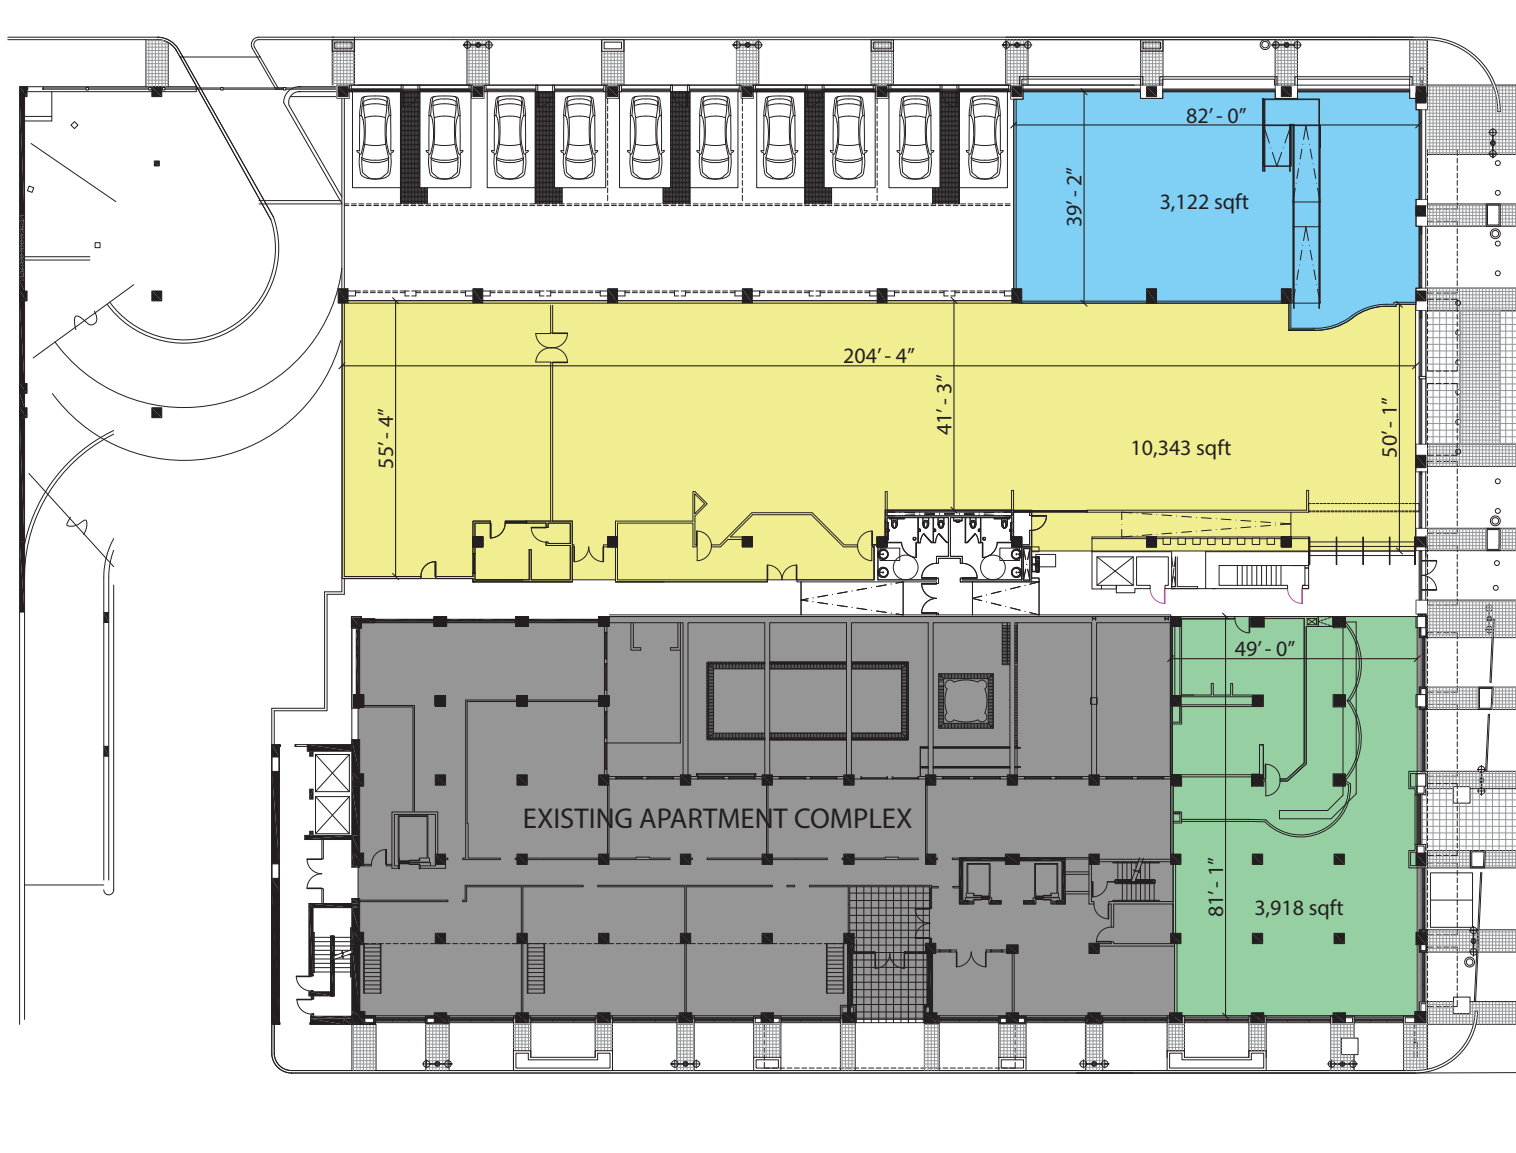 82’ - 0”
39’ - 2”
3,122 sqft
204’ - 4”
55’ - 4”
41’ - 3”
50’ - 1”
10,343 sqft
49’ - 0”
EXISTING APARTMENT COMPLEX
81’ - 1”
3,918 sqft